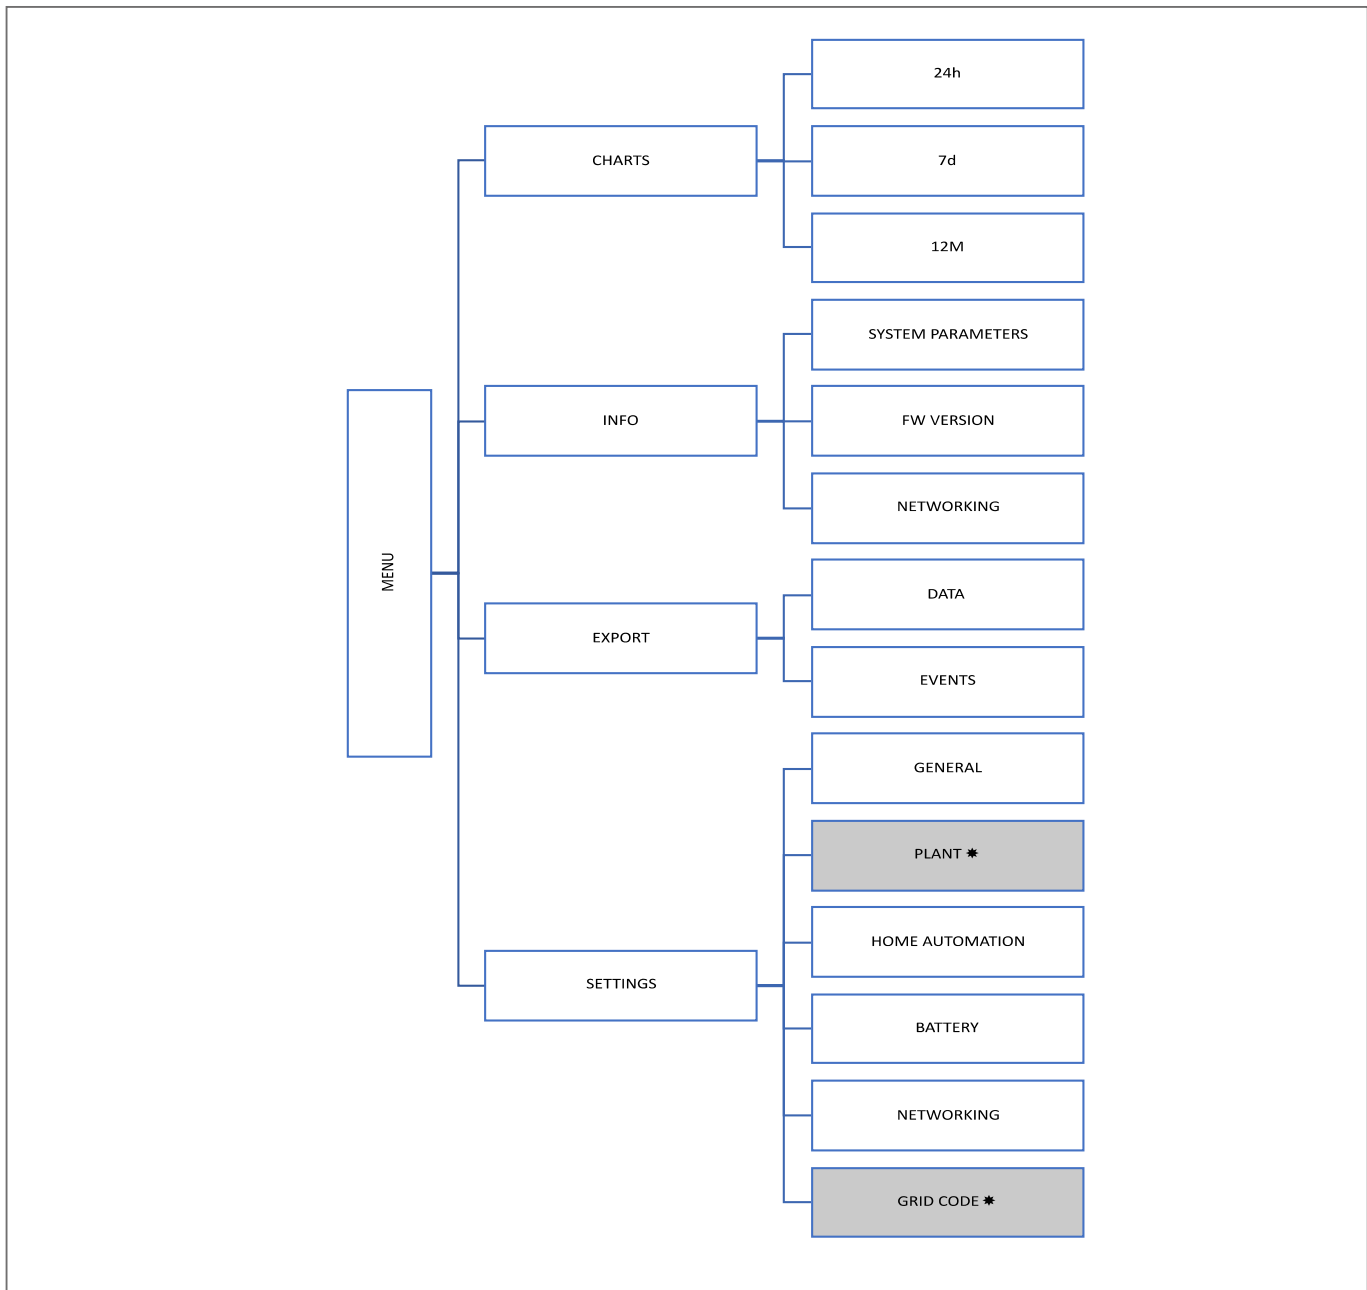 MENU
CHARTS
24h
7d
12M
INFO
SYSTEM PARAMETERS
FW VERSION
NETWORKING
EXPORT
DATA
EVENTS
SETTINGS
GENERAL
PLANT ✸
HOME AUTOMATION
BATTERY
NETWORKING
GRID CODE ✸